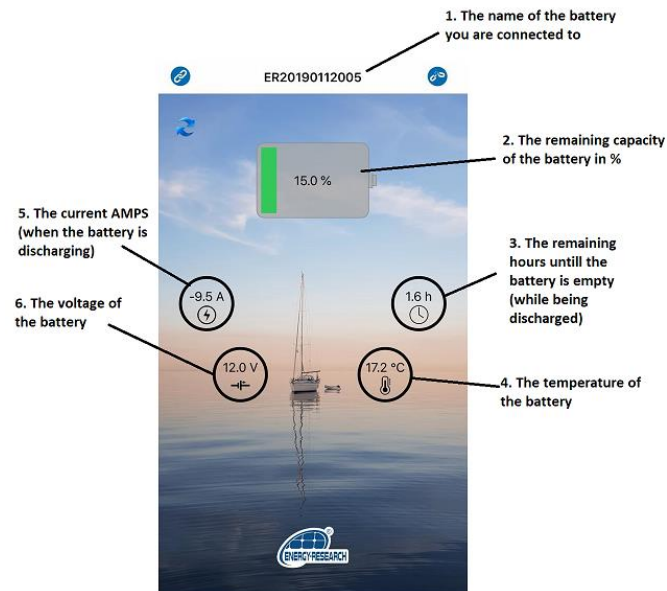 1. The name of the battery
you are connected to
ER20190112005
2. The remaining capacity
of the battery in %
15.0 %
5. The current AMPS
(when the battery is
discharging)
3. The remaining
hours untill the
battery is empty
(while being
discharged)
-9.5 A
1.6 h
6. The voltage of
the battery
12.0 V
17.2 °C
4. The temperature of
the battery
ENERGY-RESEARCH
®